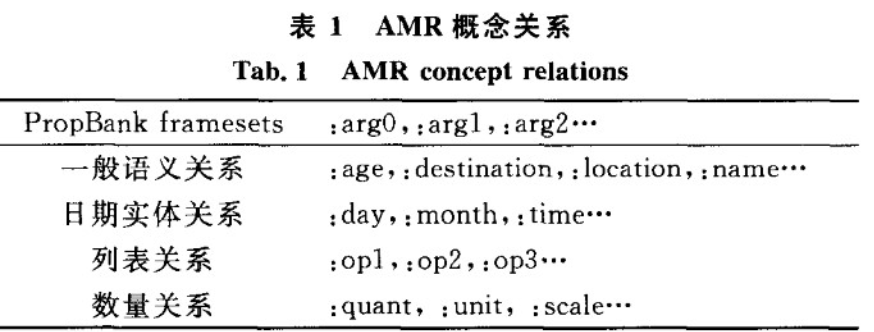 表 1 AMR 概念关系
Tab. 1 AMR concept relations
PropBank framesets :arg0,:arg1,:arg2…
一般语义关系 :age,:destination,:location,:name…
日期实体关系 :day,:month,:time…
列表关系 :op1,:op2,:op3…
数量关系 :quant, :unit, :scale…